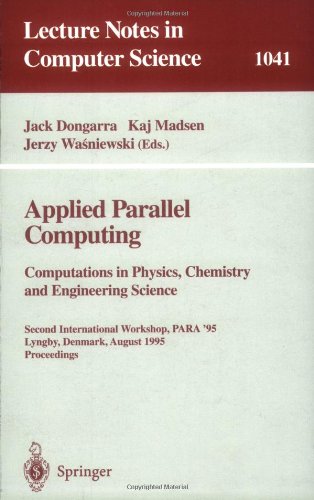 Lecture Notes in
Computer Science 1041
Jack Dongarra Kaj Madsen
Jerzy Waśniewski (Eds.)
Applied Parallel
Computing
Computations in Physics, Chemistry
and Engineering Science
Second International Workshop, PARA '95
Lyngby, Denmark, August 1995
Proceedings
Springer